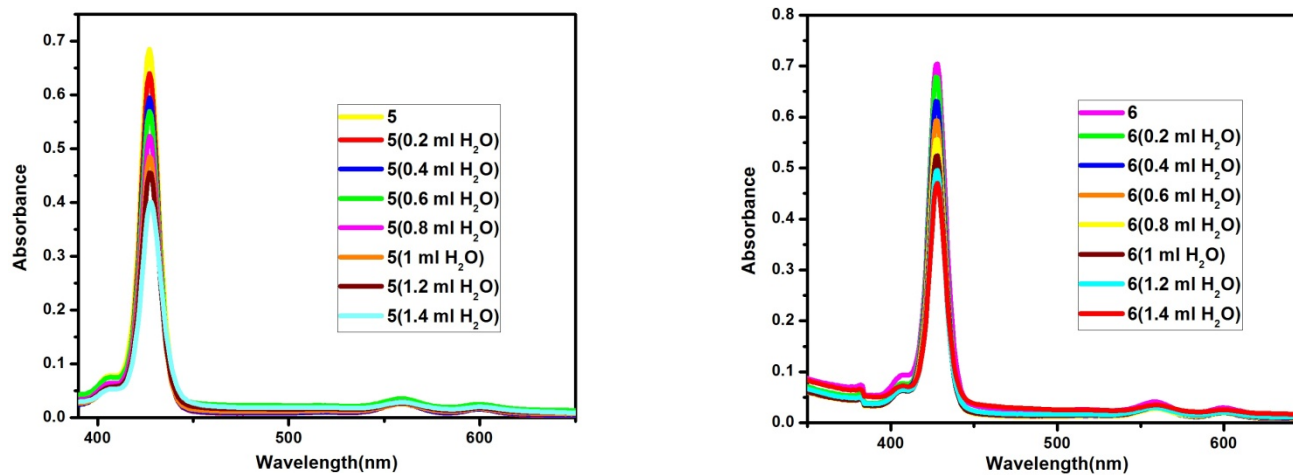 0.7
0.6
0.5
0.4
0.3
0.2
0.1
0.0
Absorbance
400
500
600
Wavelength(nm)
5
5(0.2 ml H₂O)
5(0.4 ml H₂O)
5(0.6 ml H₂O)
5(0.8 ml H₂O)
5(1 ml H₂O)
5(1.2 ml H₂O)
5(1.4 ml H₂O)
0.8
0.7
0.6
0.5
0.4
0.3
0.2
0.1
0.0
Absorbance
400
500
600
Wavelength(nm)
6
6(0.2 ml H₂O)
6(0.4 ml H₂O)
6(0.6 ml H₂O)
6(0.8 ml H₂O)
6(1 ml H₂O)
6(1.2 ml H₂O)
6(1.4 ml H₂O)